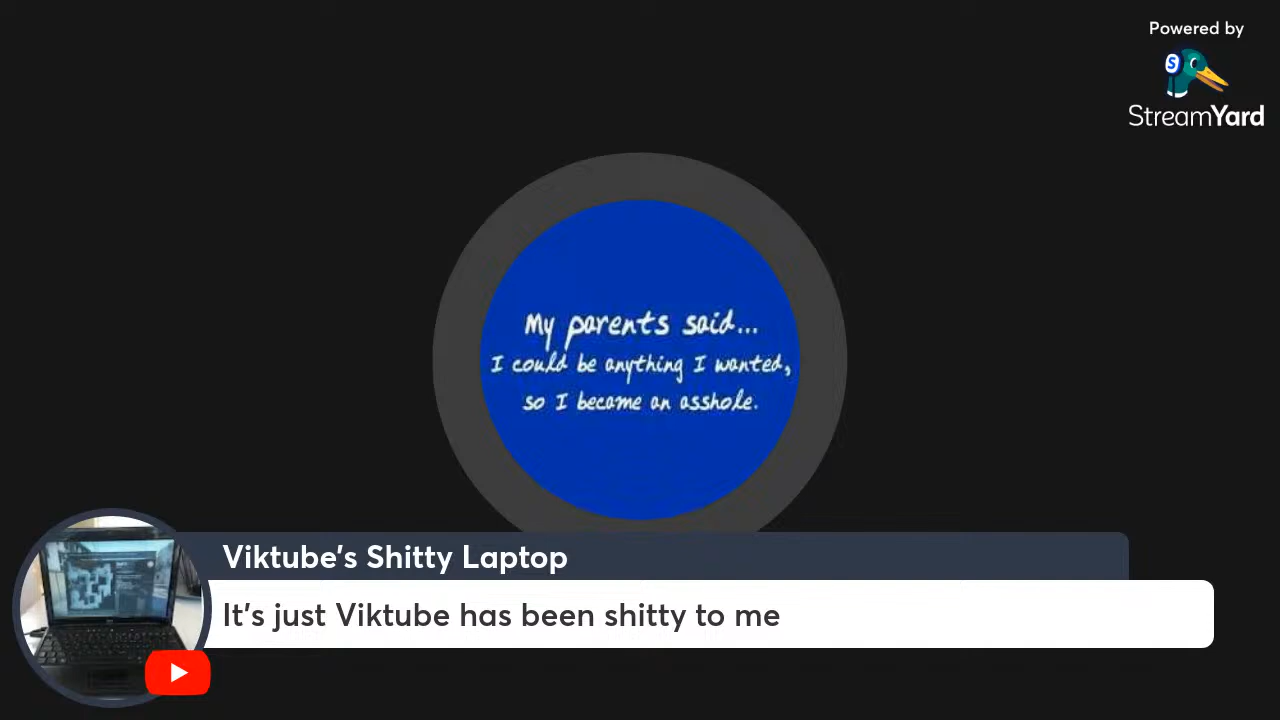 Powered by
S
StreamYard
My parents said...
I could be anything I wanted,
so I became an asshole.
Viktube's Shitty Laptop
It's just Viktube has been shitty to me